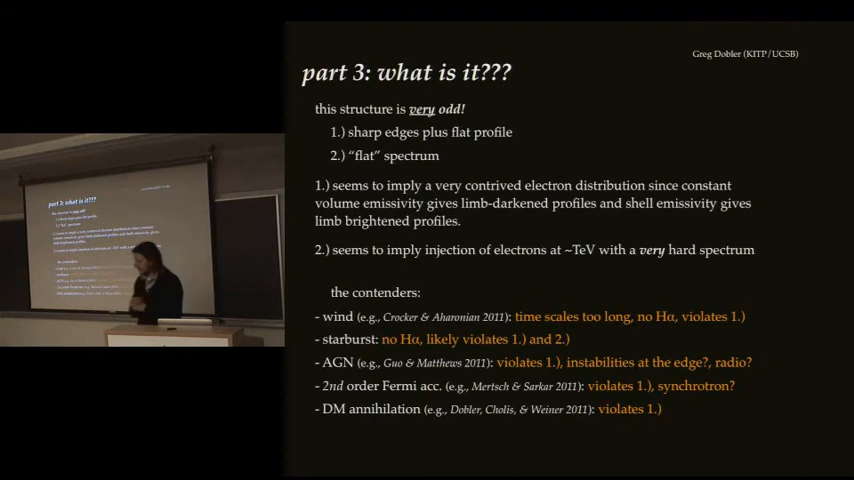 Greg Dobler (KITP/UCSB)
part 3: what is it???
this structure is very odd!
1.) sharp edges plus flat profile
2.) “flat” spectrum
1.) seems to imply a very contrived electron distribution since constant
volume emissivity gives limb-darkened profiles and shell emissivity gives
limb brightened profiles.
2.) seems to imply injection of electrons at ~TeV with a very hard spectrum
the contenders:
- wind (e.g., Crocker & Aharonian 2011): time scales too long, no Hα, violates 1.)
- starburst: no Hα, likely violates 1.) and 2.)
- AGN (e.g., Guo & Matthews 2011): violates 1.), instabilities at the edge?, radio?
- 2nd order Fermi acc. (e.g., Mertsch & Sarkar 2011): violates 1.), synchrotron?
- DM annihilation (e.g., Dobler, Cholis, & Weiner 2011): violates 1.)
part 3: what is it???